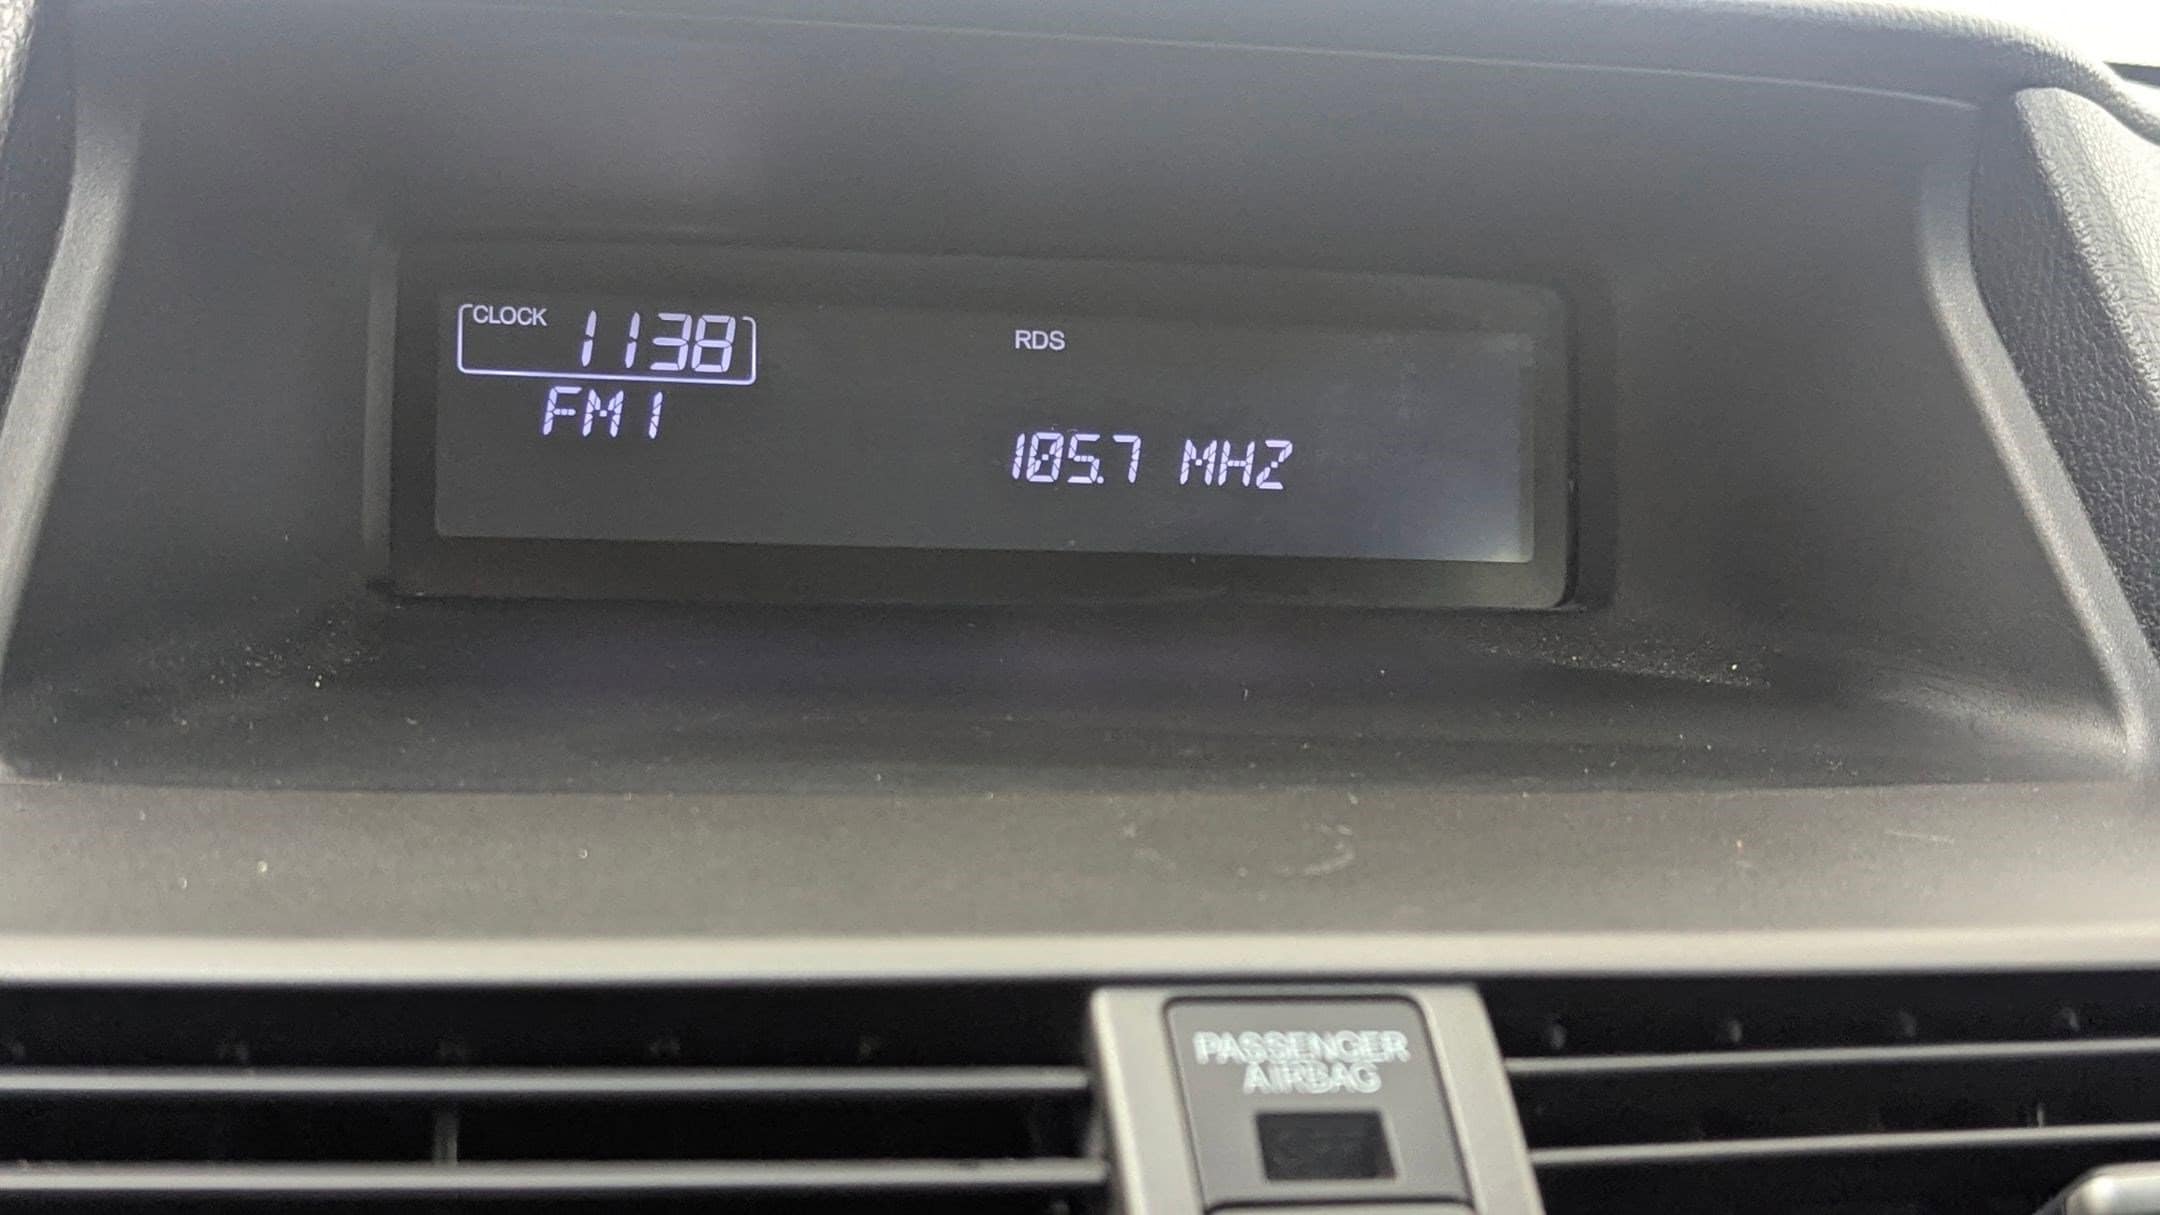 CLOCK 1138
RDS
FM1
105.7 MHZ
PASSENGER
AIRBAG